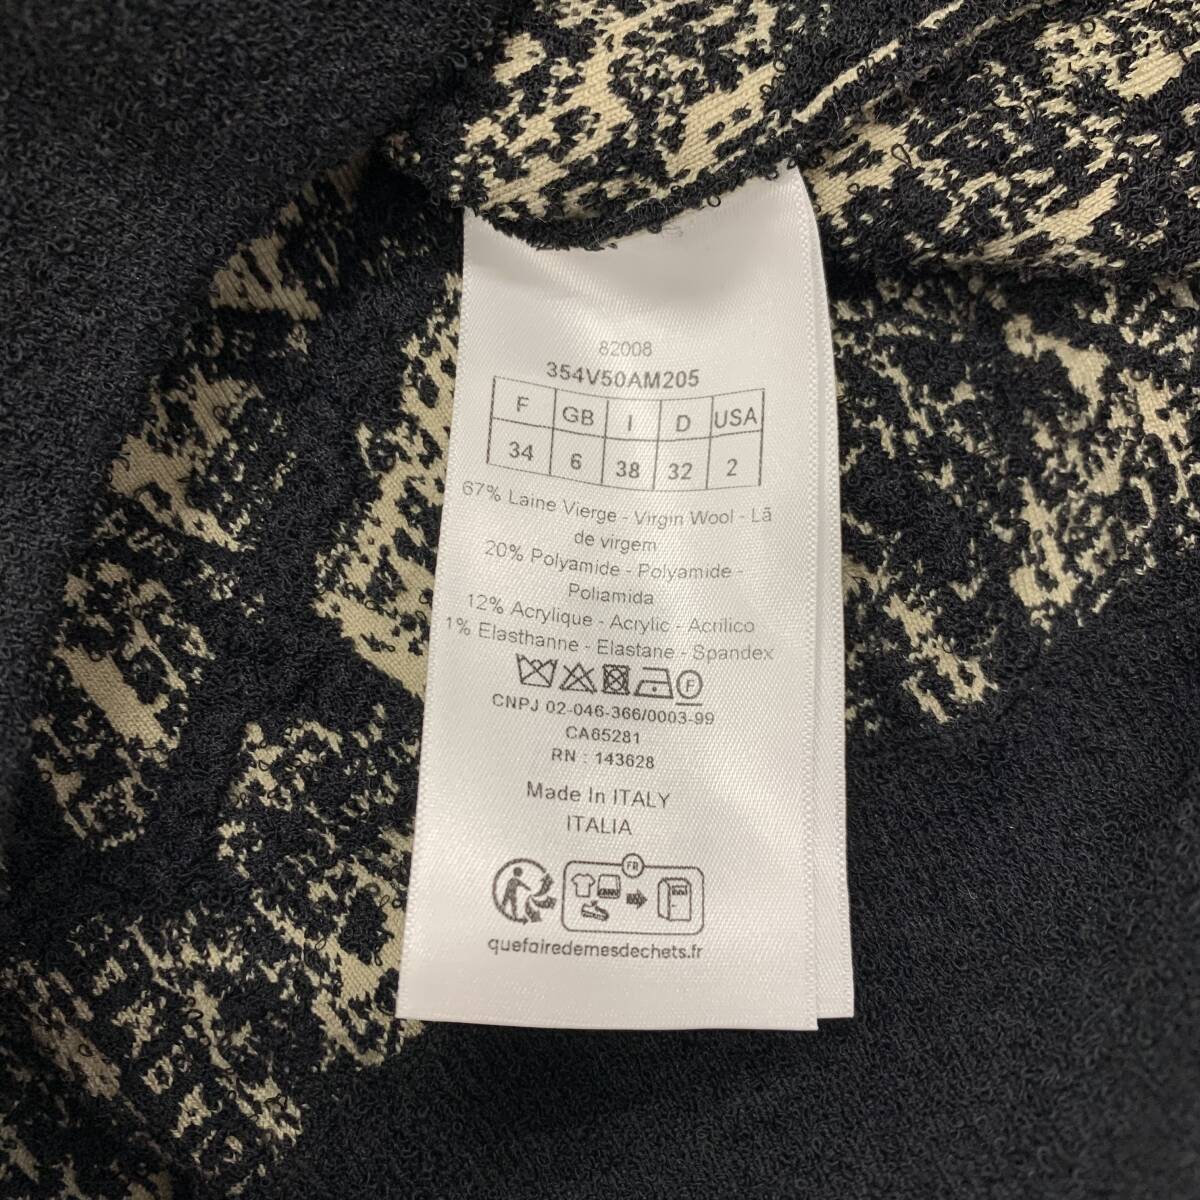 82008
354V50AM205
F GB I D USA
34 6 38 32 2
67% Laine Vierge - Virgin Wool - Lã
de virgem
20% Polyamide - Polyamide -
Poliamida
12% Acrylique - Acrylic - Acrilico
1% Elasthanne - Elastane - Spandex
F
CNPJ 02-046-366/0003-99
CA65281
RN : 143628
Made In ITALY
ITALIA
FR
quefairedemesdechets.fr